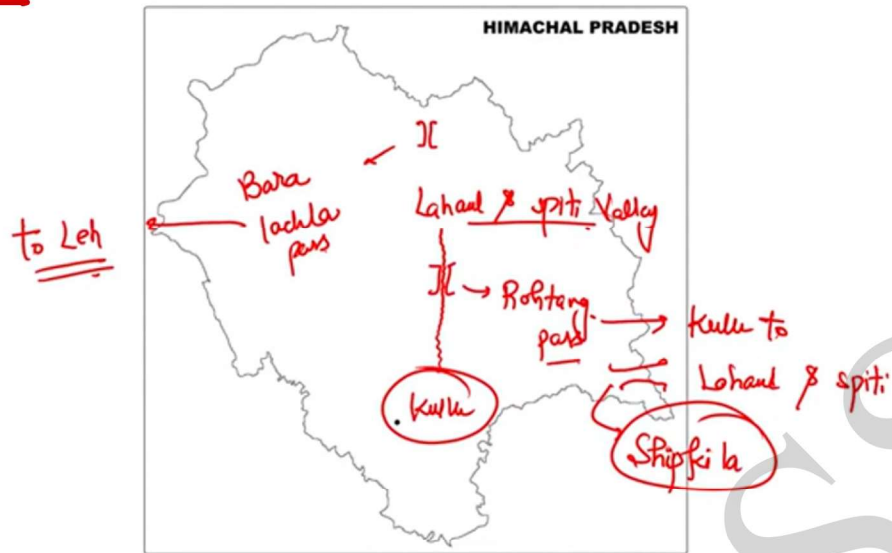 HIMACHAL PRADESH
Bara
lachla
pass
to Leh
Lahaul & spiti Valley
Rohtang
pass
Kullu to
Lahaul & spiti
Kullu
Shipki la